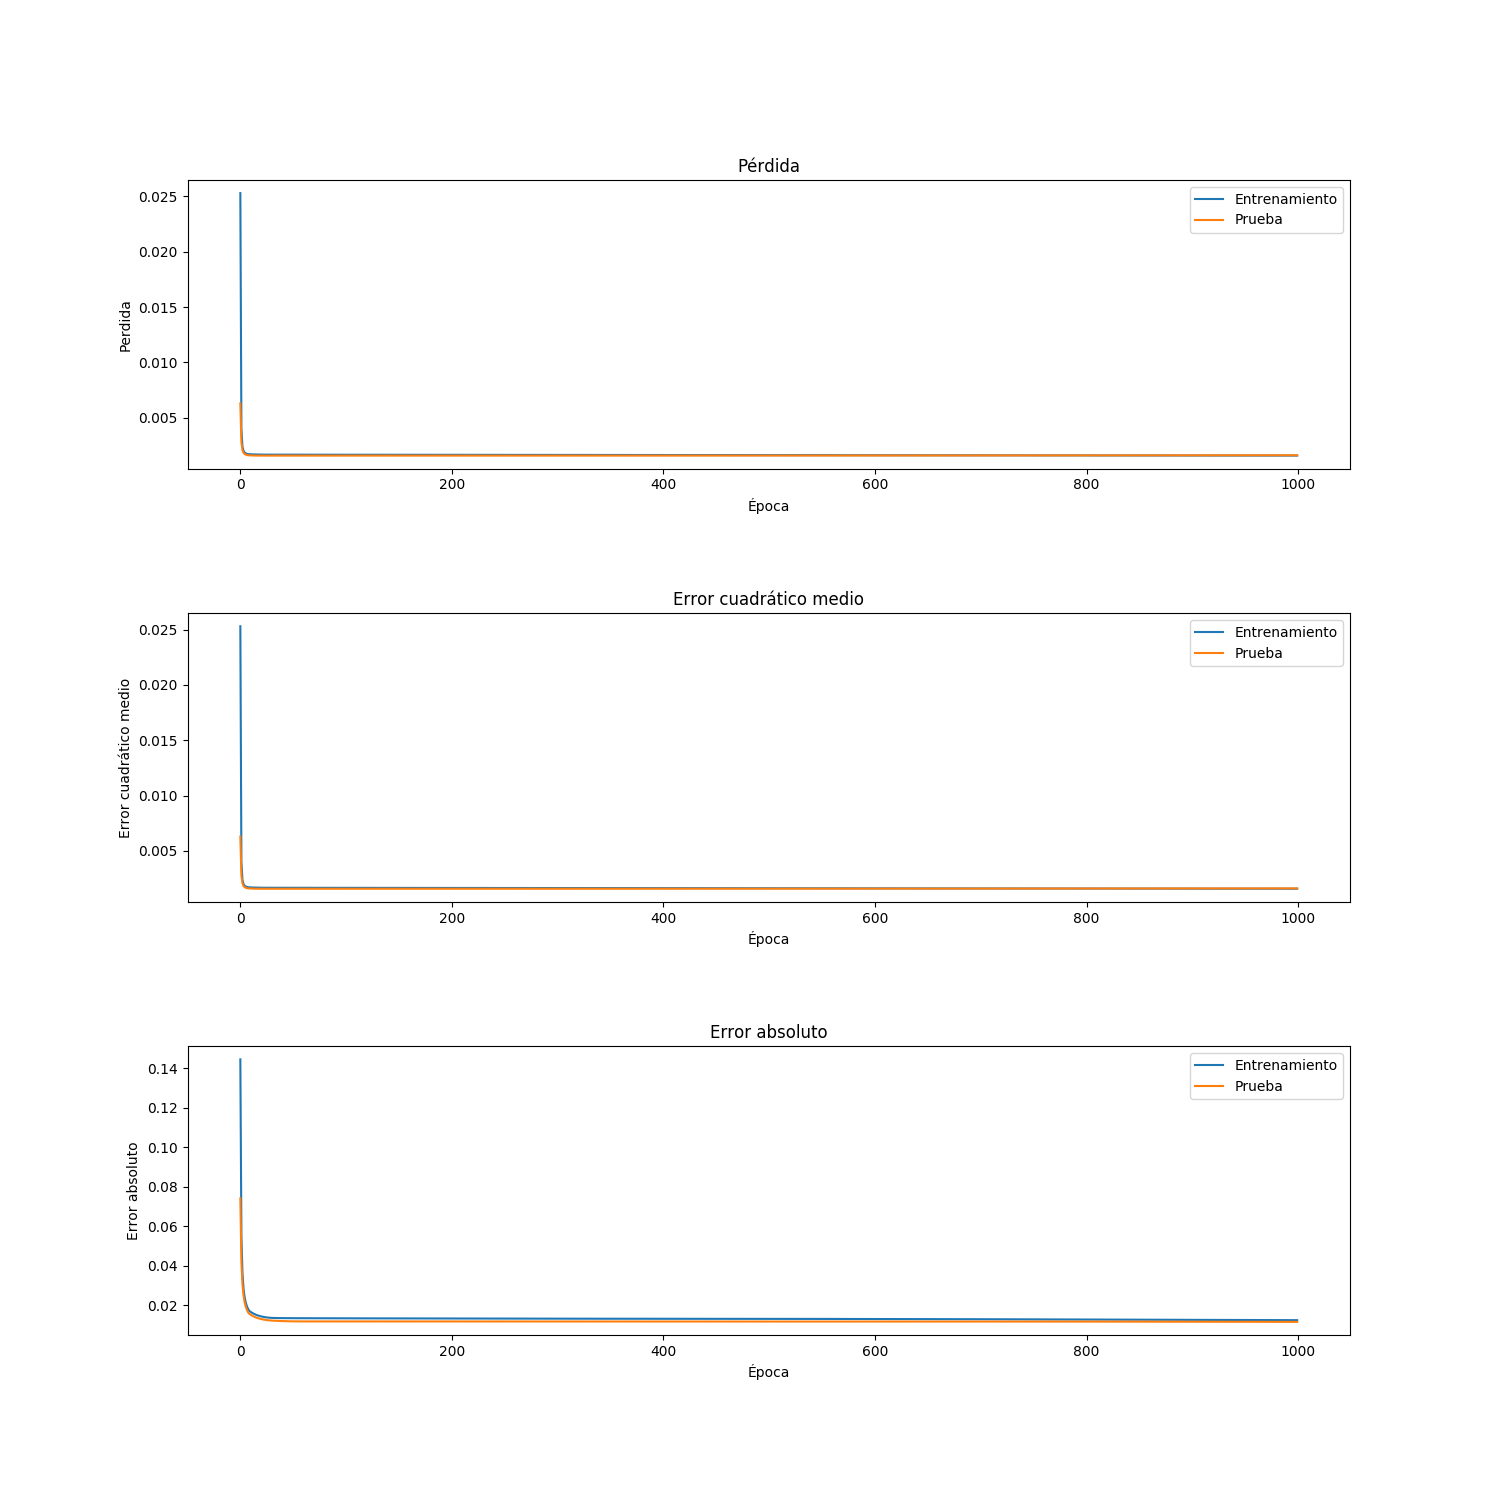 Pérdida
0.025
0.020
0.015
0.010
0.005
Perdida
Entrenamiento
Prueba
0 200 400 600 800 1000
Época
Error cuadrático medio
0.025
0.020
0.015
0.010
0.005
Error cuadrático medio
Entrenamiento
Prueba
0 200 400 600 800 1000
Época
Error absoluto
0.14
0.12
0.10
0.08
0.06
0.04
0.02
Error absoluto
Entrenamiento
Prueba
0 200 400 600 800 1000
Época